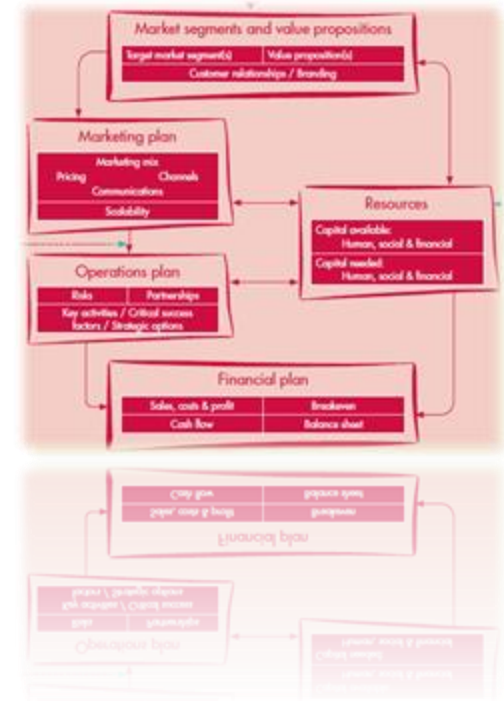 Market segments and value propositions
Target market segment(s) Value proposition(s)
Customer relationships / Branding
Marketing plan
Marketing mix
Pricing Channels
Communications
Scalability
Resources
Capital available:
Human, social & financial
Capital needed:
Human, social & financial
Operations plan
Risks Partnerships
Key activities / Critical success
factors / Strategic options
Financial plan
Sales, costs & profit Breakeven
Cash flow Balance sheet